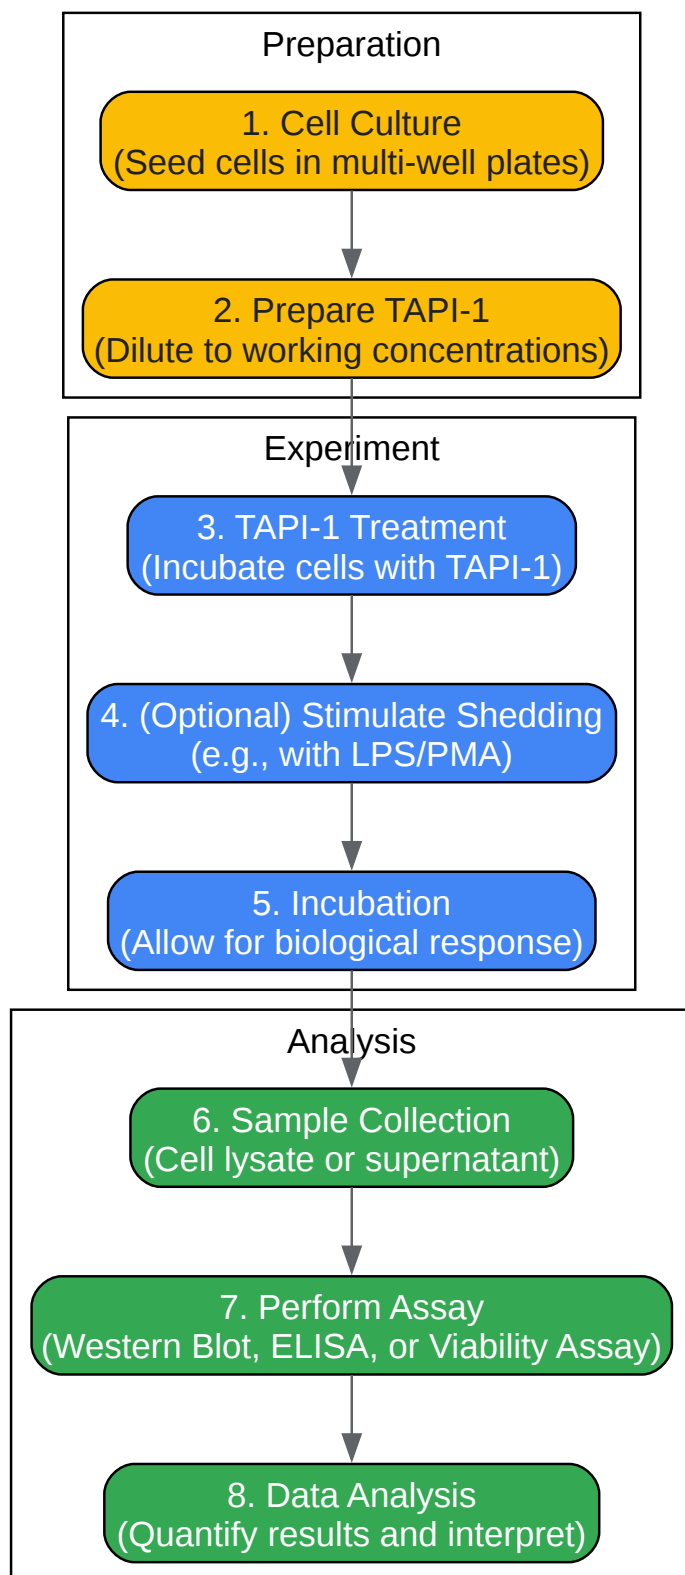 Preparation
1. Cell Culture
(Seed cells in multi-well plates)
2. Prepare TAPI-1
(Dilute to working concentrations)
Experiment
3. TAPI-1 Treatment
(Incubate cells with TAPI-1)
4. (Optional) Stimulate Shedding
(e.g., with LPS/PMA)
5. Incubation
(Allow for biological response)
Analysis
6. Sample Collection
(Cell lysate or supernatant)
7. Perform Assay
(Western Blot, ELISA, or Viability Assay)
8. Data Analysis
(Quantify results and interpret)